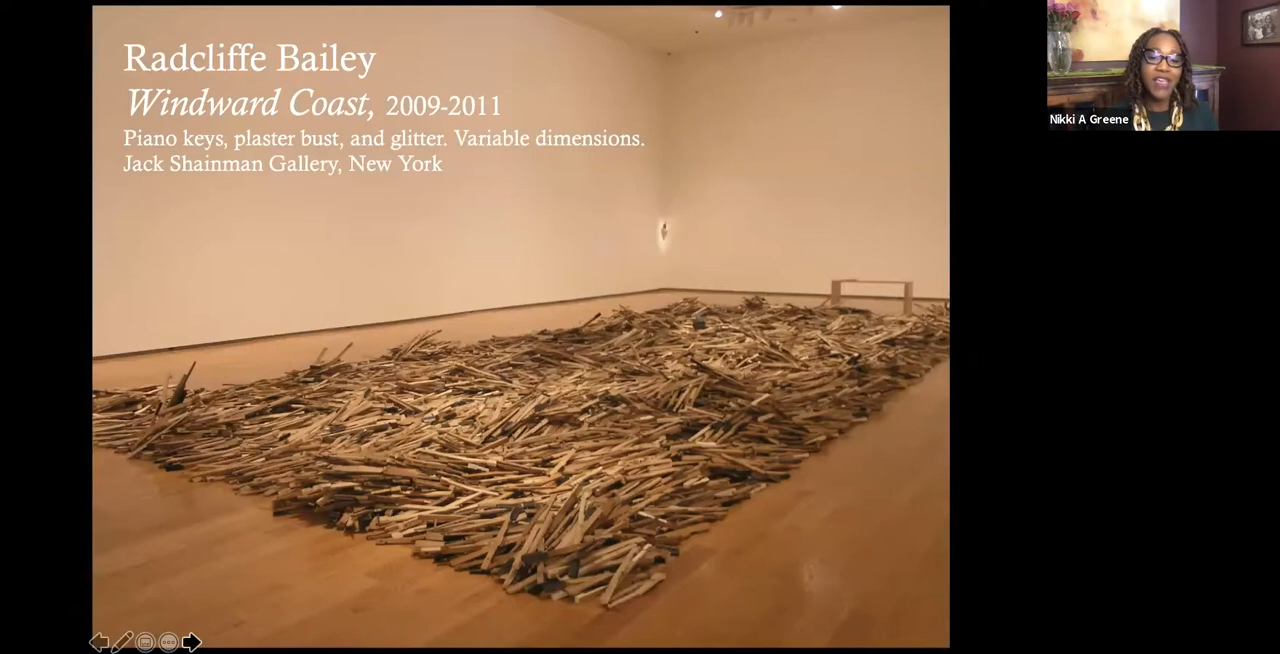 Radcliffe Bailey
Windward Coast, 2009-2011
Piano keys, plaster bust, and glitter. Variable dimensions.
Jack Shainman Gallery, New York
Nikki A Greene